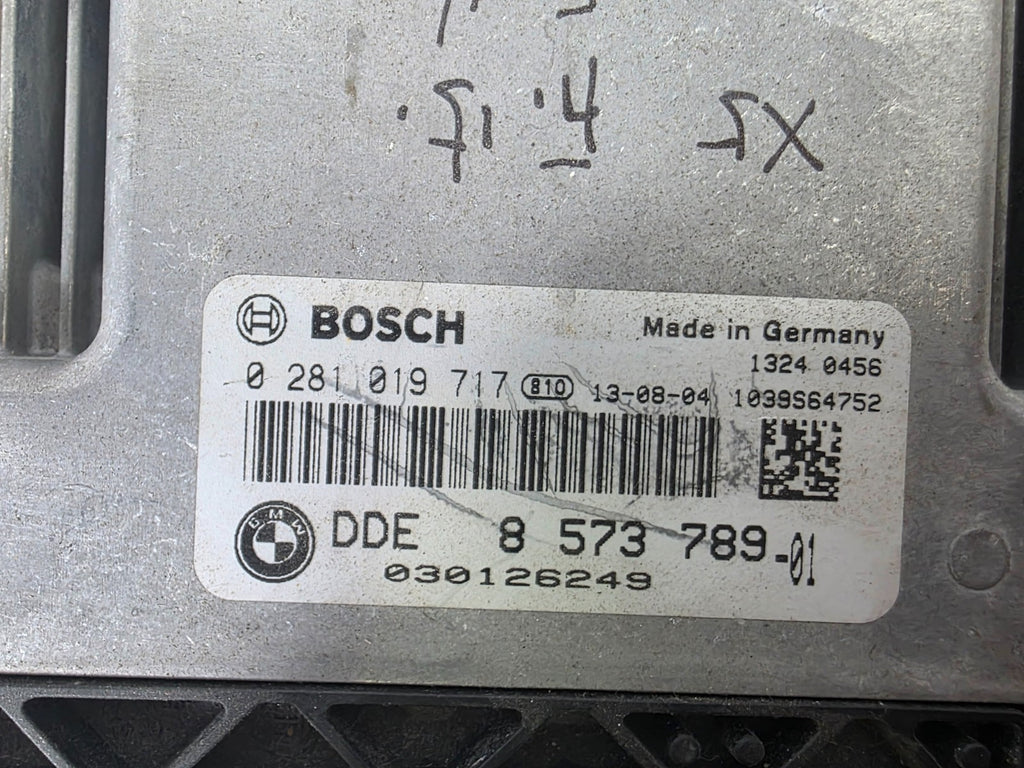 BOSCH Made in Germany
1324 0456
0 281 019 717 810 13-08-04 1039S64752
BMW DDE 8 573 789-01
030126249